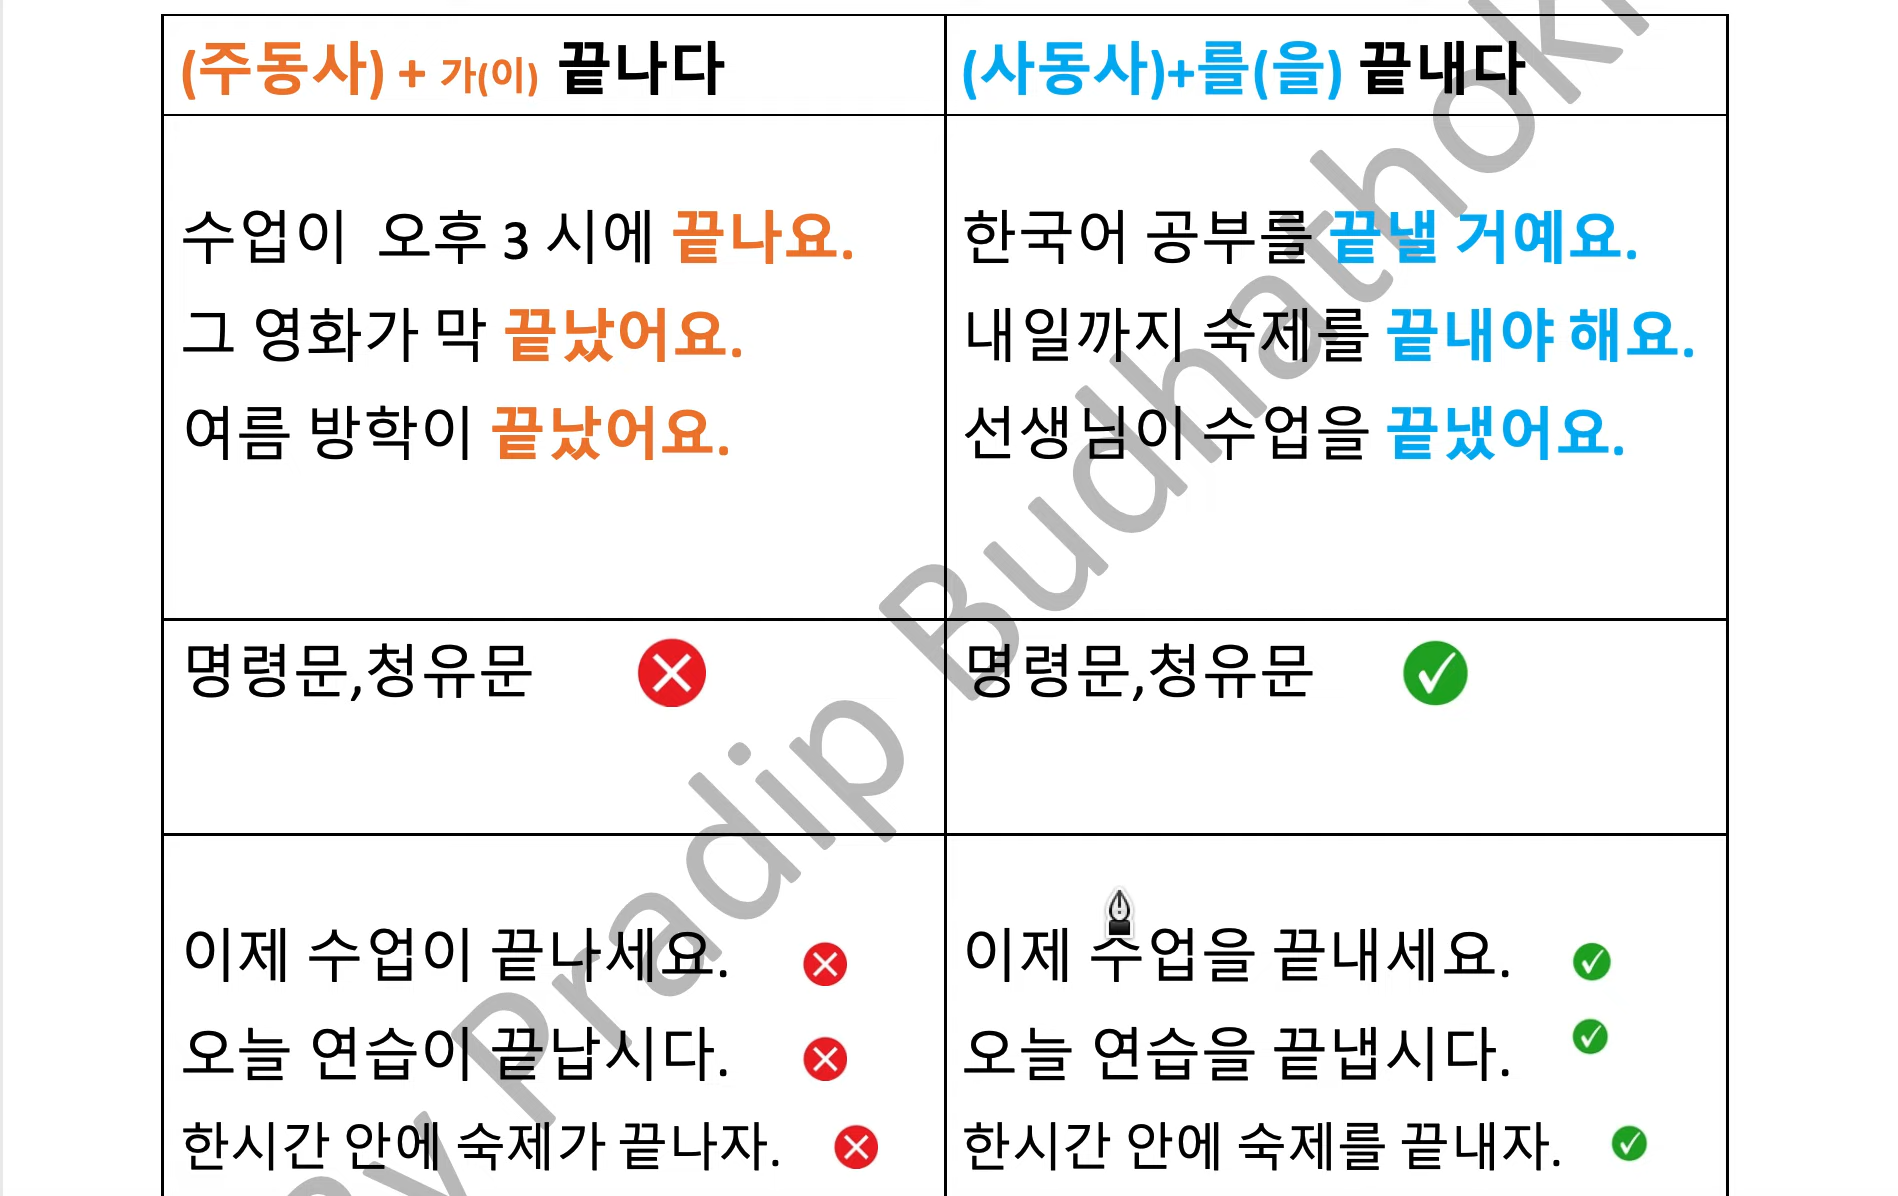 (주동사) + 가(이) 끝나다
(사동사)+를(을) 끝내다
수업이 오후 3 시에 끝나요.
그 영화가 막 끝났어요.
여름 방학이 끝났어요.
한국어 공부를 끝낼 거예요.
내일까지 숙제를 끝내야 해요.
선생님이 수업을 끝냈어요.
명령문,청유문
명령문,청유문
이제 수업이 끝나세요.
오늘 연습이 끝납시다.
한시간 안에 숙제가 끝나자.
이제 수업을 끝내세요.
오늘 연습을 끝냅시다.
한시간 안에 숙제를 끝내자.
By Pradip Budhathoki